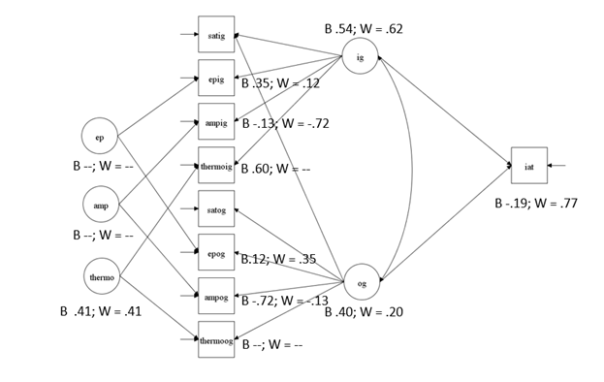 B .54; W = .62
satig
ig
epig
B .35; W = .12
ampig
B -.13; W = -.72
ep
B --; W = --
thermoig
B .60; W = --
iat
B -.19; W = .77
amp
satog
B --; W = --
epog
B.12; W = .35
thermo
og
ampog
B -.72; W = -.13
B .41; W = .41
B .40; W = .20
thermoog
B --; W = --